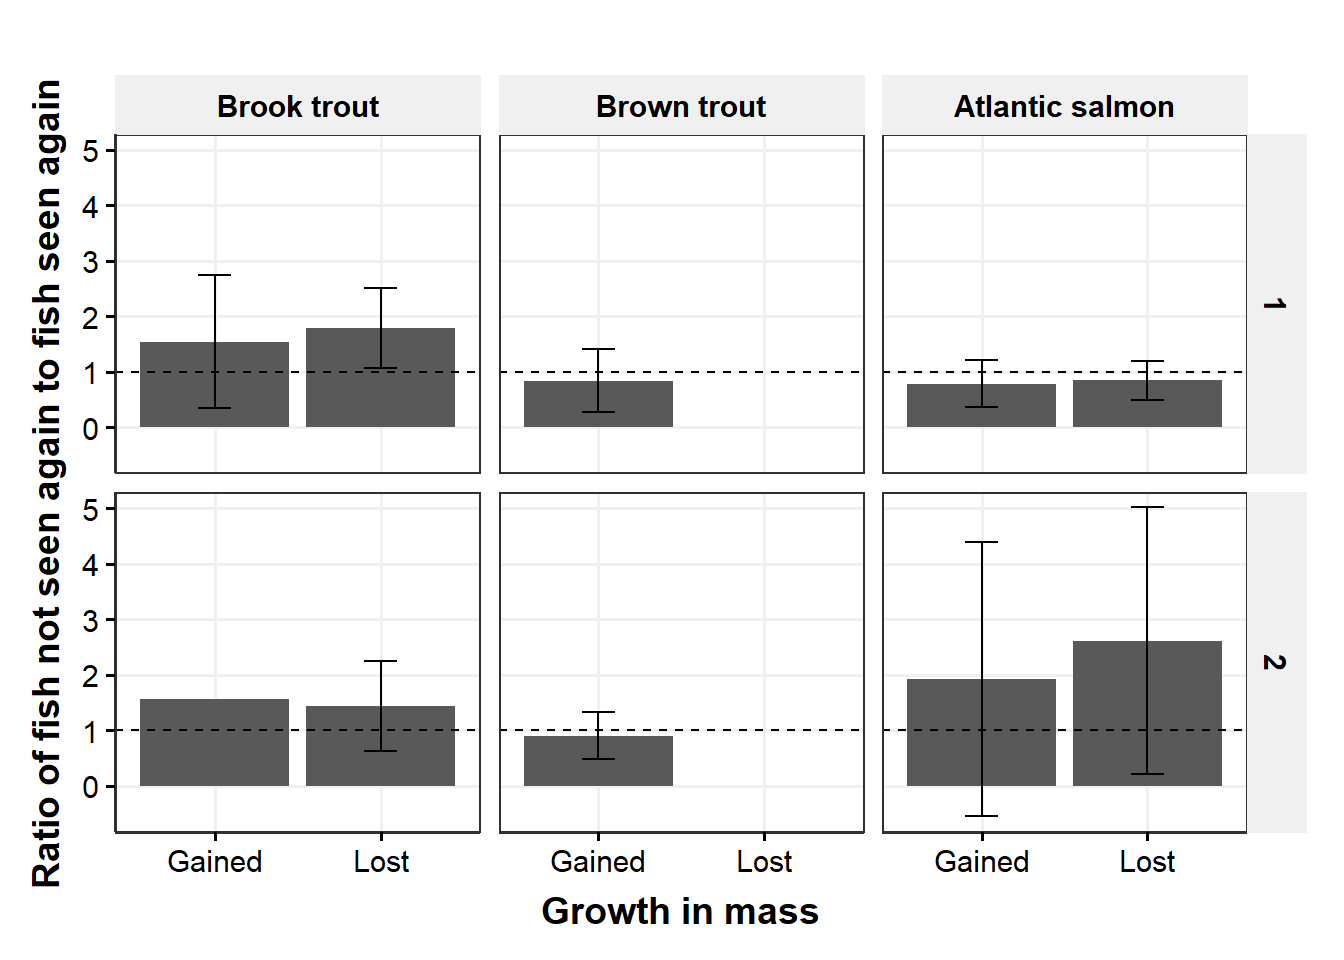 Brook trout
Brown trout
Atlantic salmon
Ratio of fish not seen again to fish seen again
5
4
3
2
1
0
1
5
4
3
2
1
0
2
Gained
Lost
Gained
Lost
Gained
Lost
Growth in mass